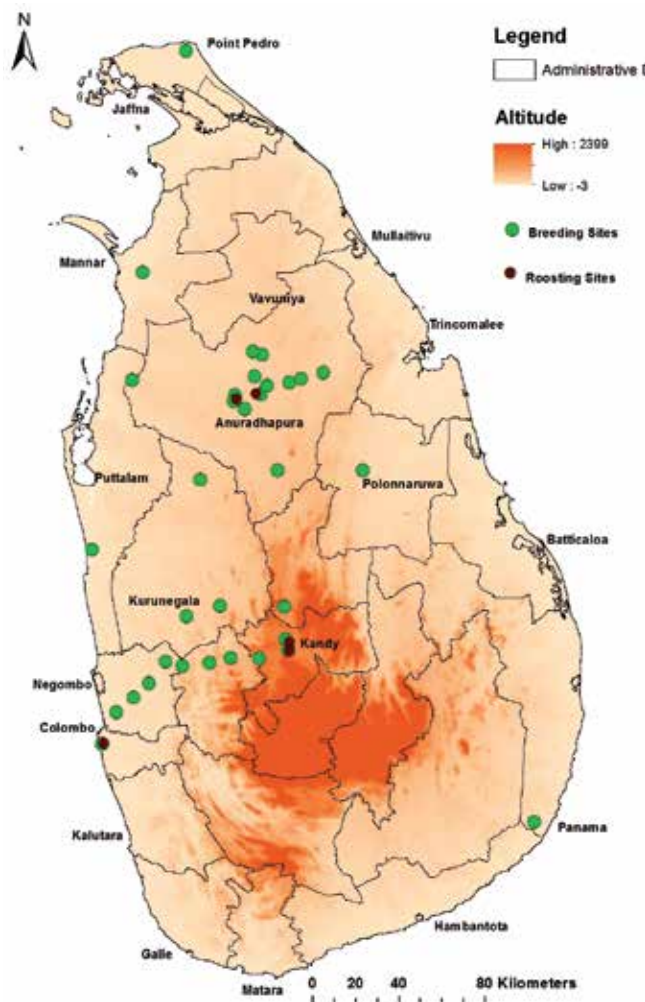 N
Point Pedro
Legend
Administrative
Jaffna
Altitude
High : 2399
Low : -3
Mullaitivu
Breeding Sites
Mannar
Roosting Sites
Vavuniya
Trincomalee
Anuradhapura
Puttalam
Polonnaruwa
Batticaloa
Kurunegala
Kandy
Negombo
Colombo
Panama
Kalutara
Hambantota
Galle
Matara
0 20 40 80 Kilometers